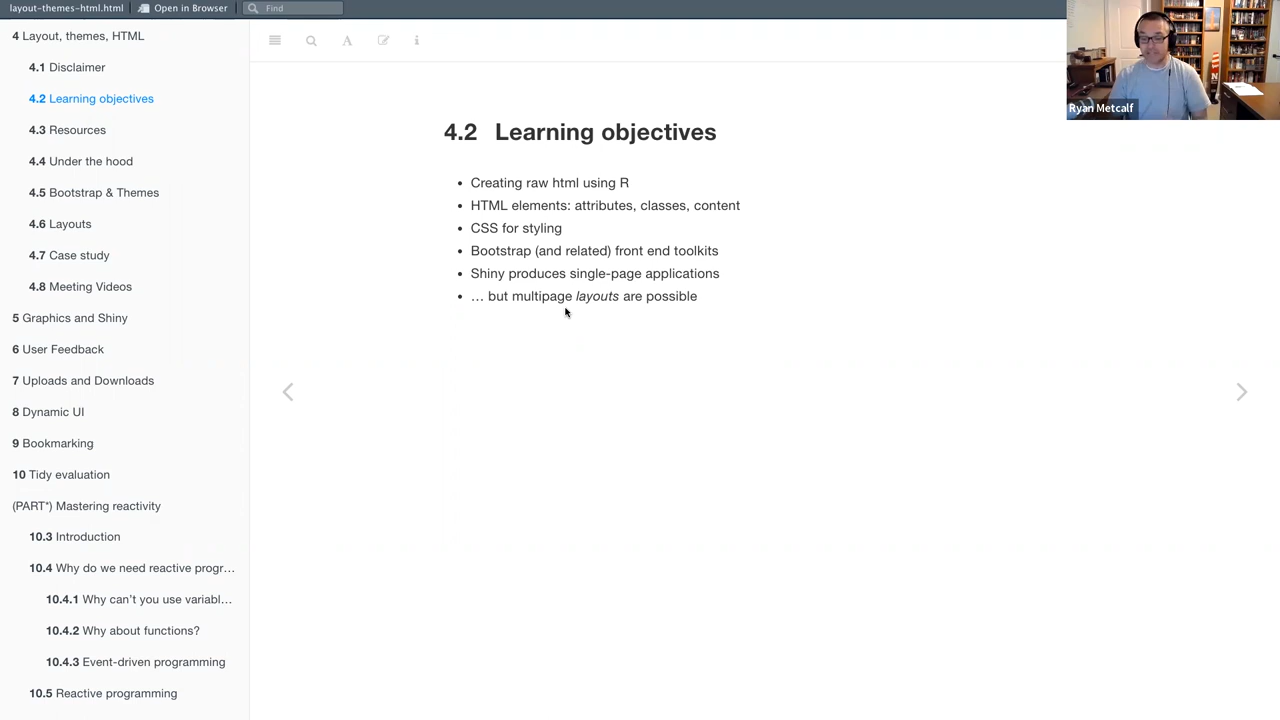 layout-themes-html.html
Open in Browser
Find
Ryan Metcalf
4 Layout, themes, HTML
4.1 Disclaimer
4.2 Learning objectives
4.3 Resources
4.4 Under the hood
4.5 Bootstrap & Themes
4.6 Layouts
4.7 Case study
4.8 Meeting Videos
5 Graphics and Shiny
6 User Feedback
7 Uploads and Downloads
8 Dynamic UI
9 Bookmarking
10 Tidy evaluation
(PART*) Mastering reactivity
10.3 Introduction
10.4 Why do we need reactive progr…
10.4.1 Why can't you use variabl…
10.4.2 Why about functions?
10.4.3 Event-driven programming
10.5 Reactive programming
4.2 Learning objectives
• Creating raw html using R
• HTML elements: attributes, classes, content
• CSS for styling
• Bootstrap (and related) front end toolkits
• Shiny produces single-page applications
• … but multipage layouts are possible